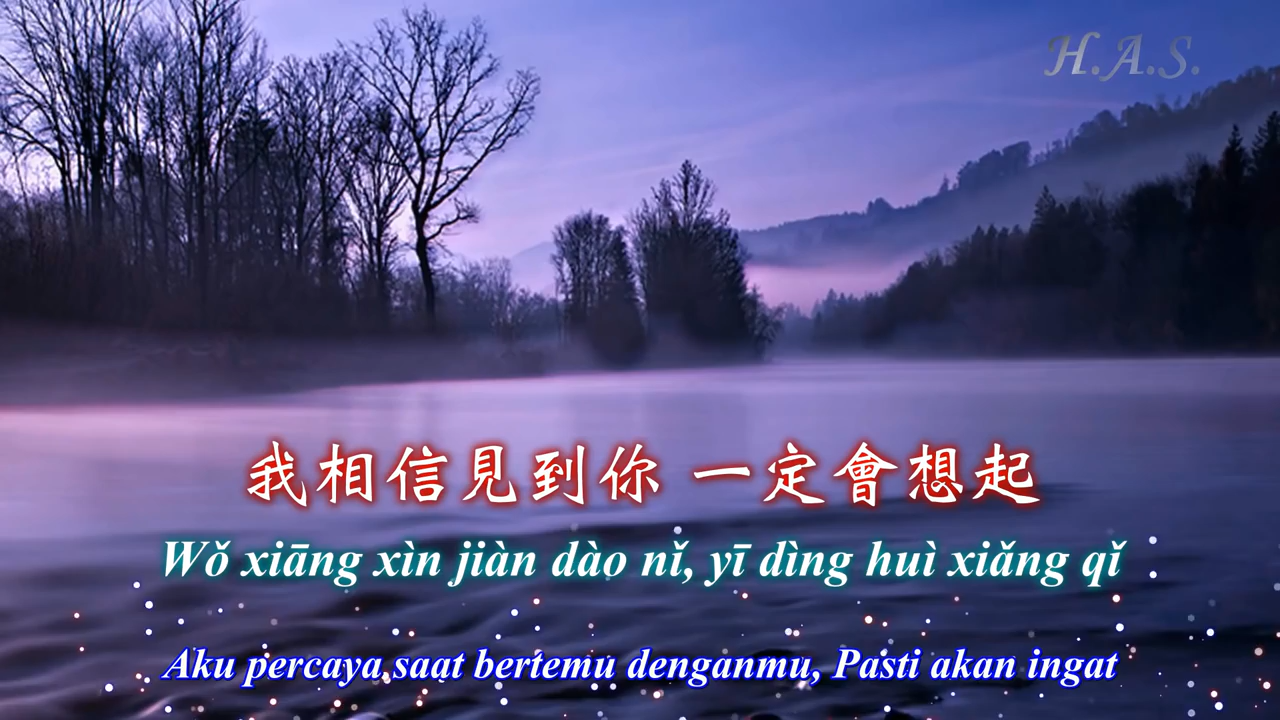 H.A.S.
我相信見到你 一定會想起
Wǒ xiāng xìn jiàn dào nǐ, yī dìng huì xiǎng qǐ
Aku percaya saat bertemu denganmu, Pasti akan ingat